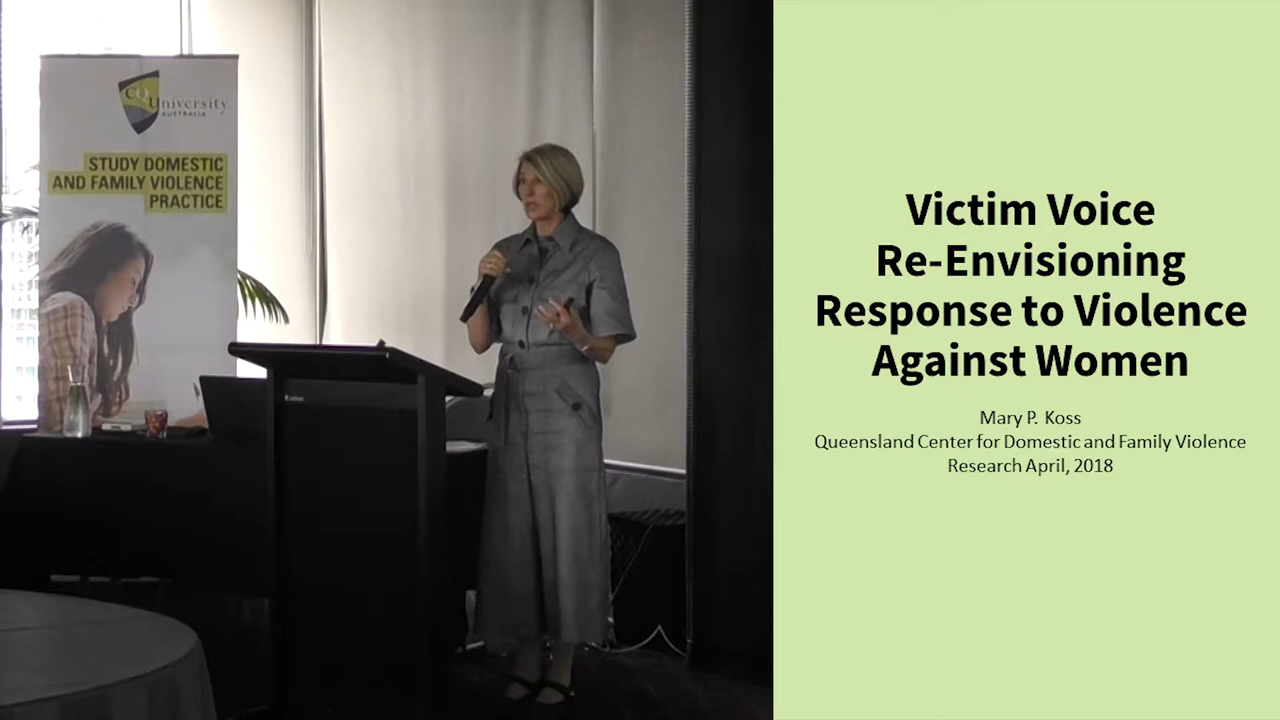 CQUniversity
AUSTRALIA
STUDY DOMESTIC
AND FAMILY VIOLENCE
PRACTICE
Victim Voice
Re-Envisioning
Response to Violence
Against Women
Mary P. Koss
Queensland Center for Domestic and Family Violence
Research April, 2018